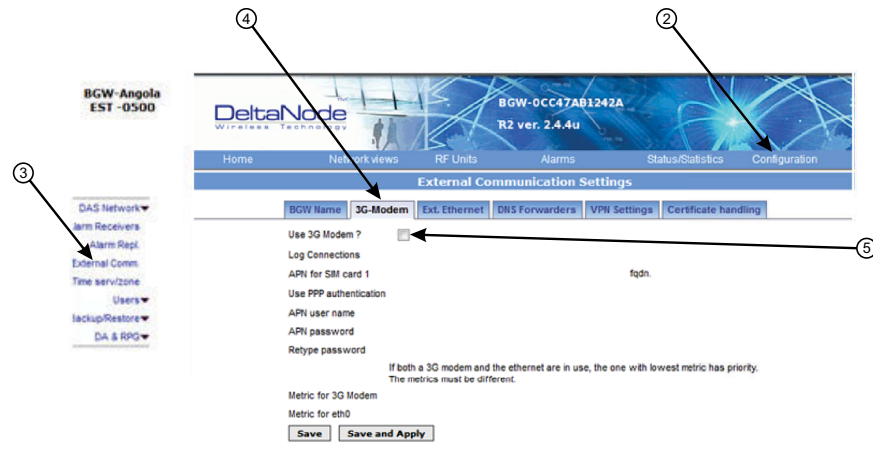 4
2
BGW-Angola
EST -0500
DeltaNode
Wireless Technology
BGW-0CC47AB1242A
R2 ver. 2.4.4u
Home Network views RF Units Alarms Status/Statistics Configuration
3
External Communication Settings
DAS Network
larm Receivers
Alarm Repl.
External Comm.
Time serv/zone
Users
Backup/Restore
DA & RPG
BGW Name 3G-Modem Ext. Ethernet DNS Forwarders VPN Settings Certificate handling
Use 3G Modem ?
5
Log Connections
APN for SIM card 1 fqdn.
Use PPP authentication
APN user name
APN password
Retype password
If both a 3G modem and the ethernet are in use, the one with lowest metric has priority.
The metrics must be different.
Metric for 3G Modem
Metric for eth0
Save Save and Apply